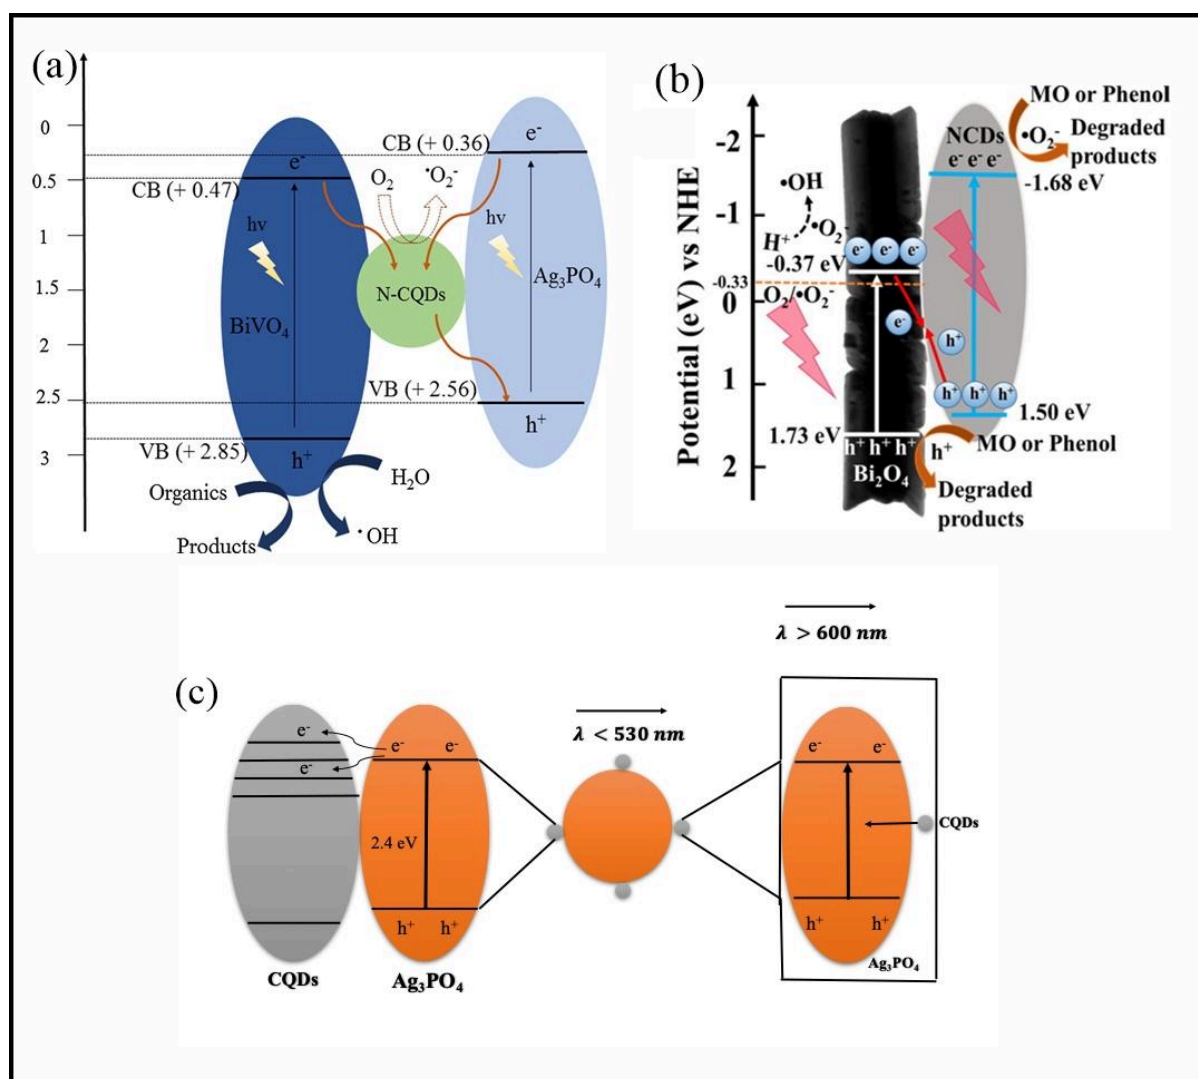 (a)
0
0.5
1
1.5
2
2.5
3
e⁻
CB (+ 0.36)
e⁻
CB (+ 0.47)
O₂
•O₂⁻
hν
hν
N-CQDs
Ag₃PO₄
BiVO₄
VB (+ 2.56)
h⁺
VB (+ 2.85)
h⁺
Organics
H₂O
Products
•OH
(b)
Potential (eV) vs NHE
-2
-1
0
1
2
MO or Phenol
NCDs
•O₂⁻
Degraded
products
e⁻ e⁻ e⁻
-1.68 eV
•OH
H⁺
•O₂⁻
e⁻ e⁻ e⁻
-0.37 eV
-0.33
O₂/•O₂⁻
e⁻
h⁺
h⁺ h⁺ h⁺
1.50 eV
1.73 eV
h⁺ h⁺ h⁺
h⁺
MO or Phenol
Bi₂O₄
Degraded
products
(c)
λ > 600 nm
λ < 530 nm
e⁻
e⁻ e⁻
e⁻
e⁻ e⁻
2.4 eV
CQDs
h⁺ h⁺
h⁺ h⁺
Ag₃PO₄
CQDs
Ag₃PO₄